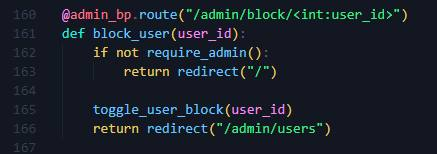 160 @admin_bp.route("/admin/block/<int:user_id>")
161 def block_user(user_id):
162     if not require_admin():
163         return redirect("/")
164
165     toggle_user_block(user_id)
166     return redirect("/admin/users")
167